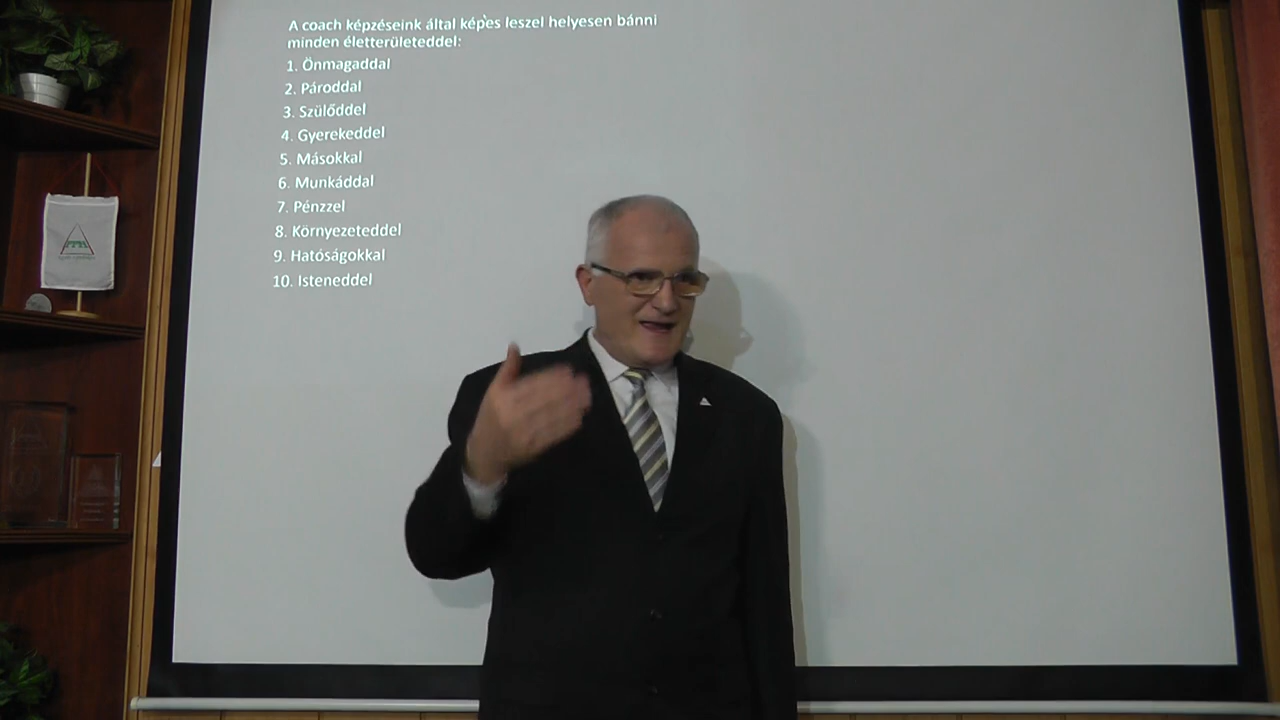 A coach képzéseink által képes leszel helyesen bánni
minden életterületeddel:
1. Önmagaddal
2. Pároddal
3. Szülőddel
4. Gyerekeddel
5. Másokkal
6. Munkáddal
7. Pénzzel
8. Környezeteddel
9. Hatóságokkal
10. Isteneddel